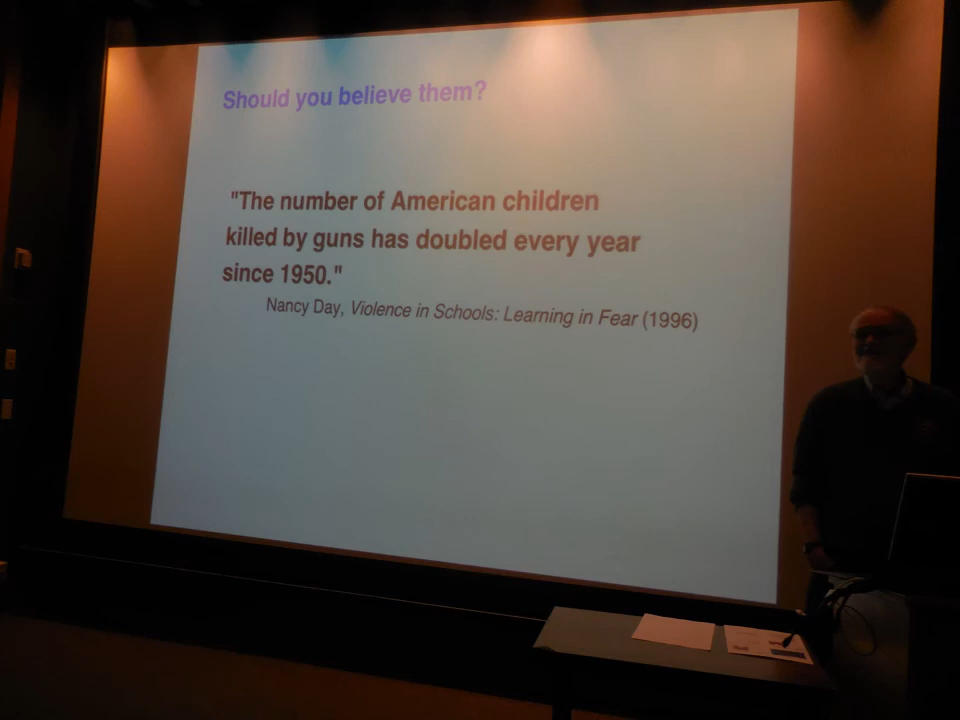 Should you believe them?
"The number of American children
killed by guns has doubled every year
since 1950."
Nancy Day, Violence in Schools: Learning in Fear (1996)